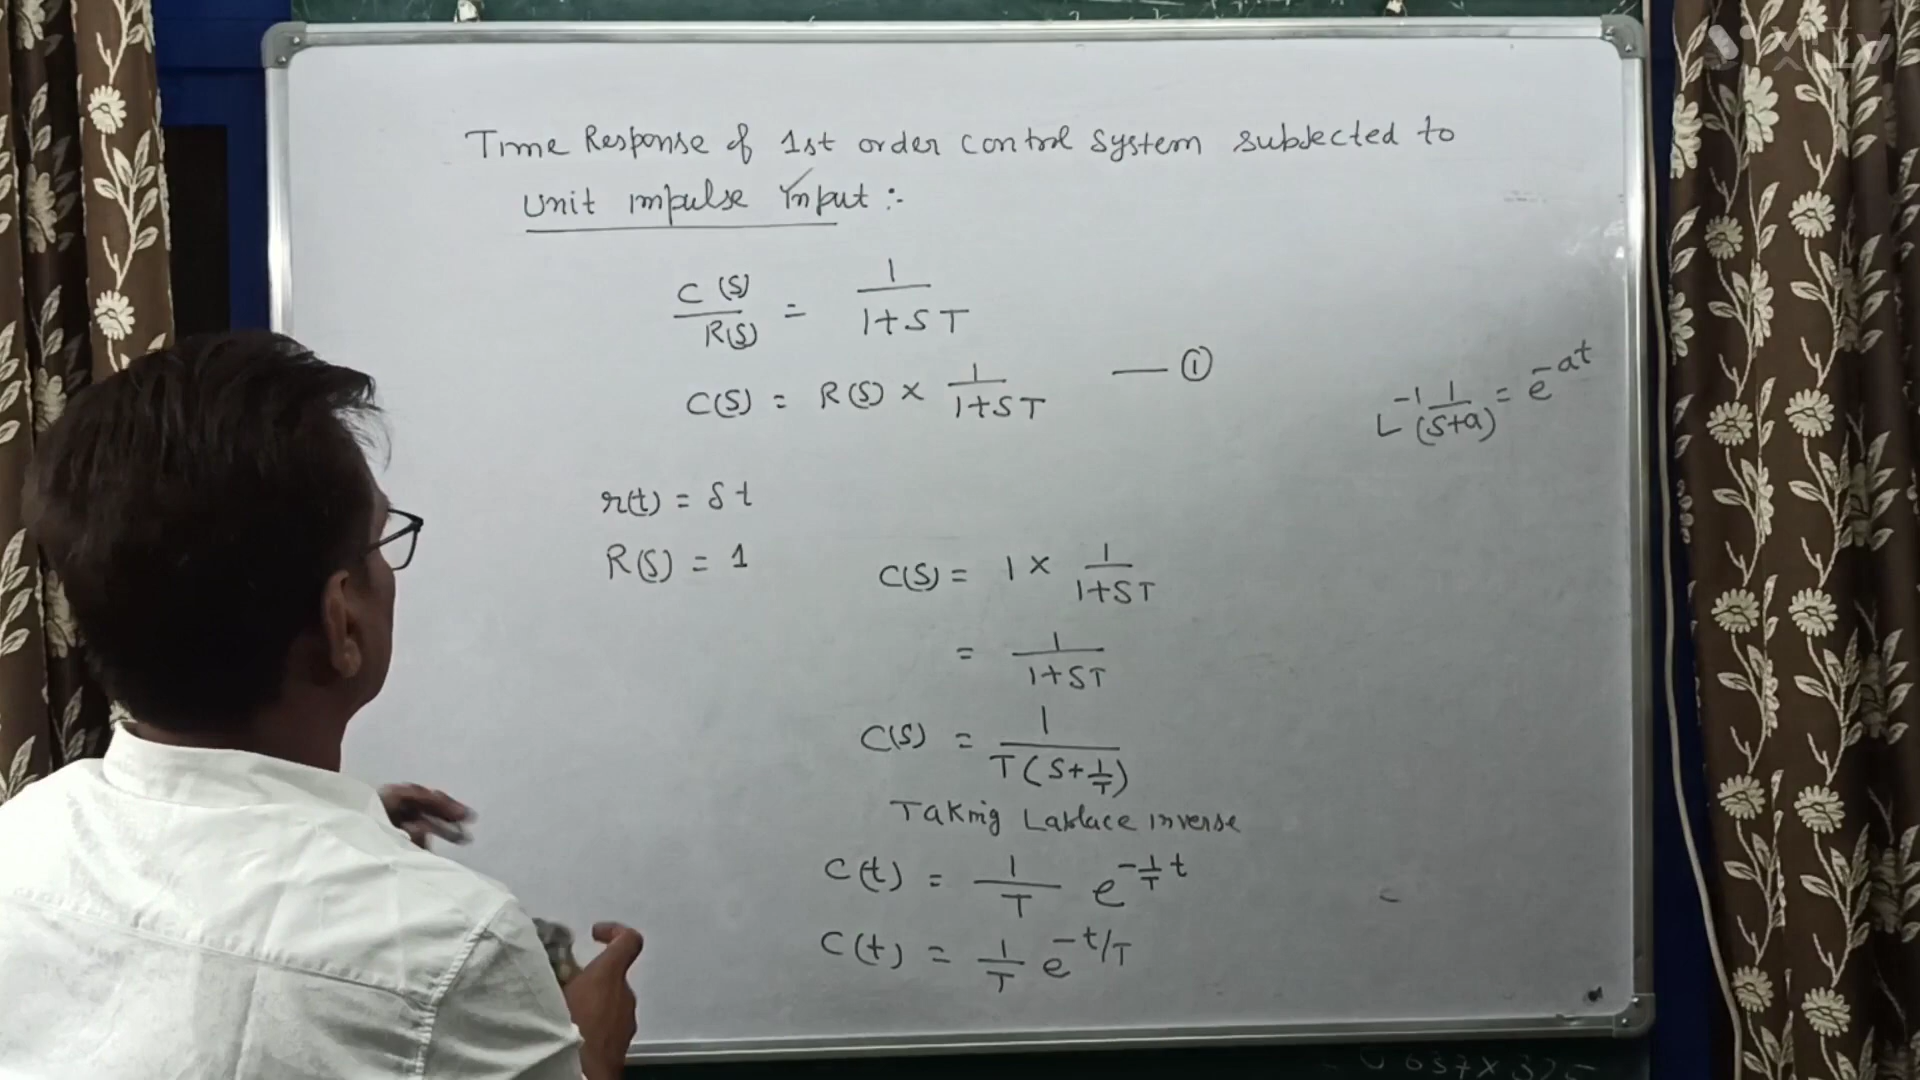 Time Response of 1st order control system subjected to
Unit impulse Input :-
C(S)/R(S) = 1/1+ST
C(S) = R(S) × 1/1+ST — ①
L⁻¹ 1/(S+a) = e^-at
r(t) = δt
R(S) = 1
C(S) = 1 × 1/1+ST
= 1/1+ST
C(S) = 1/T(S+1/T)
Taking Laplace inverse
C(t) = 1/T e^-1/T t
C(t) = 1/T e^-t/T